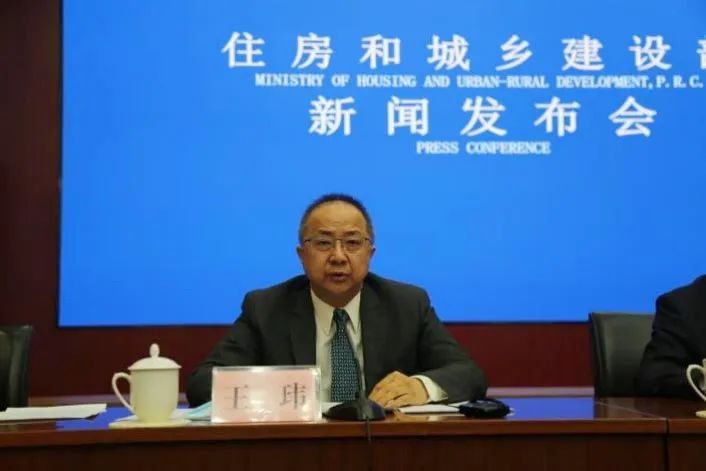 住房和城乡建设部
MINISTRY OF HOUSING AND URBAN-RURAL DEVELOPMENT, P.R.C
新闻发布会
PRESS CONFERENCE
王 玮